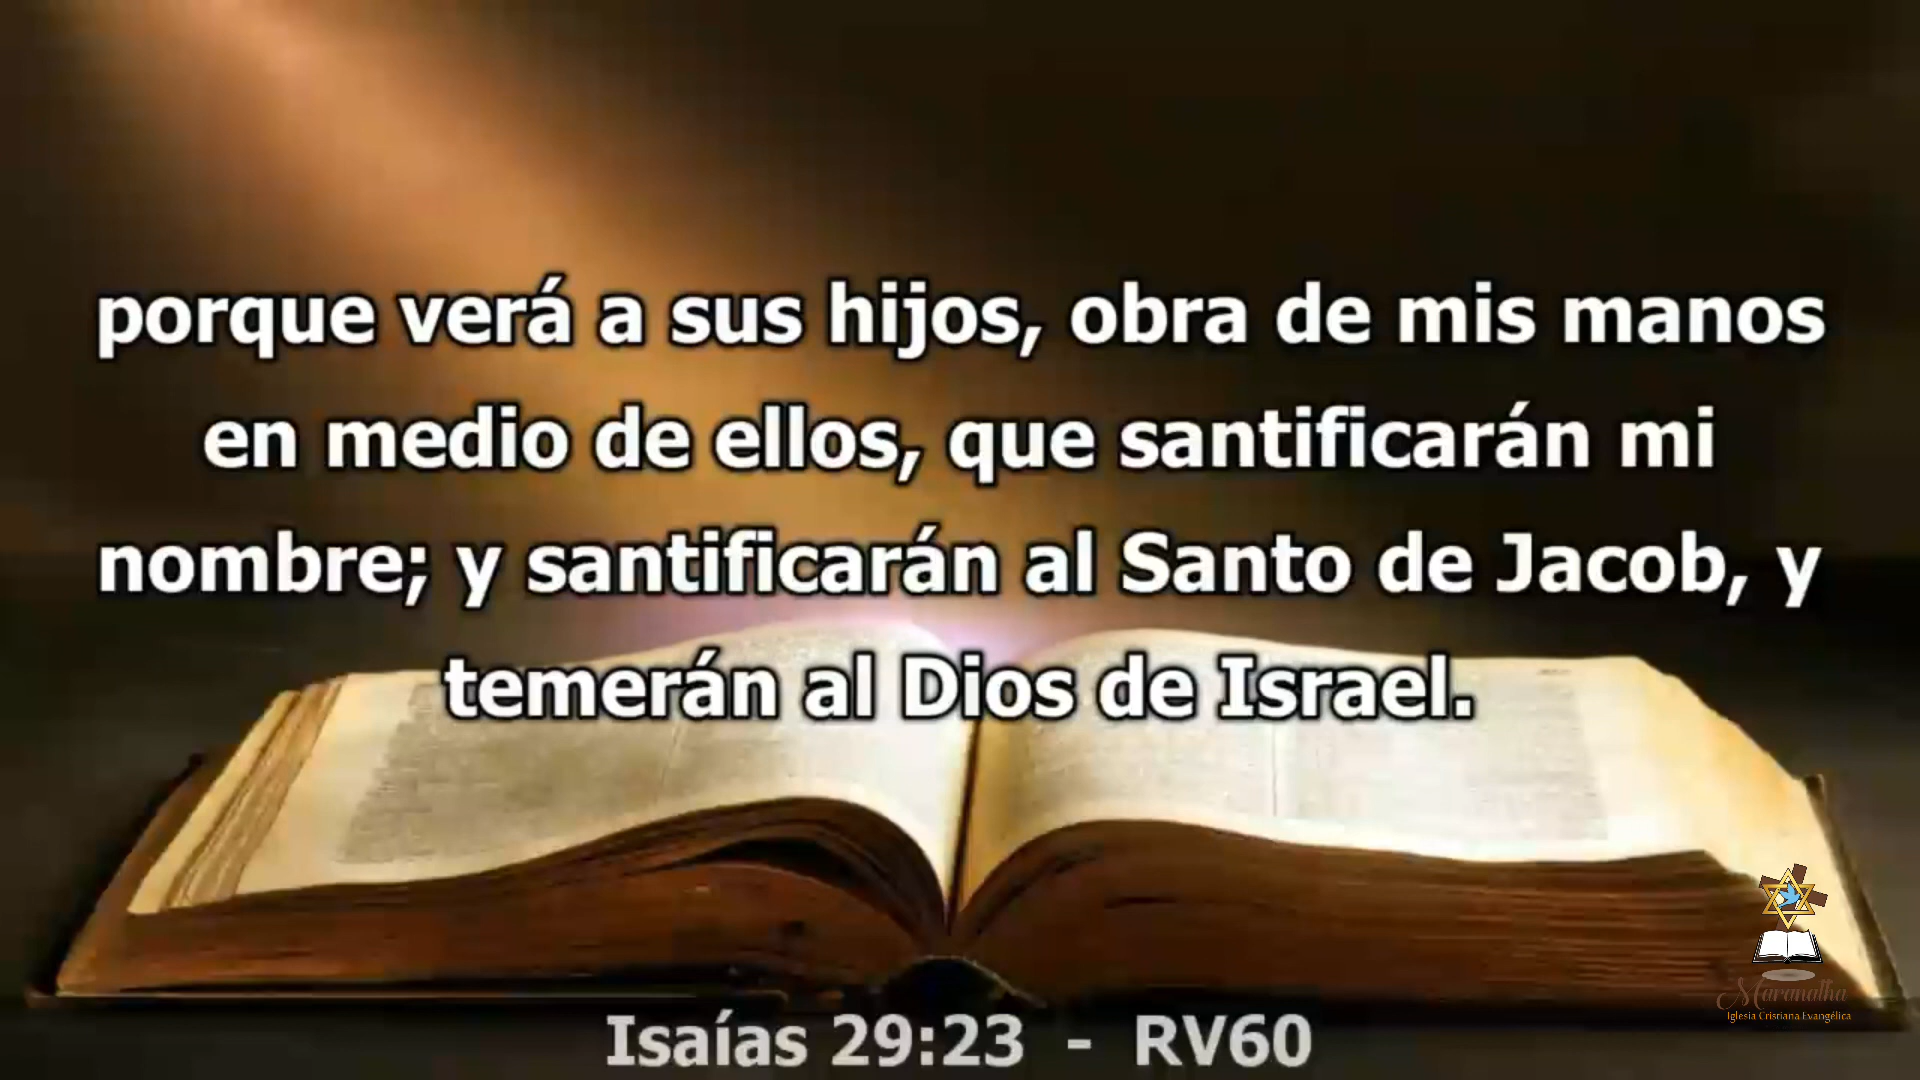 porque verá a sus hijos, obra de mis manos
en medio de ellos, que santificarán mi
nombre; y santificarán al Santo de Jacob, y
temerán al Dios de Israel.
Maranatha
Iglesia Cristiana Evangélica
Isaías 29:23 - RV60